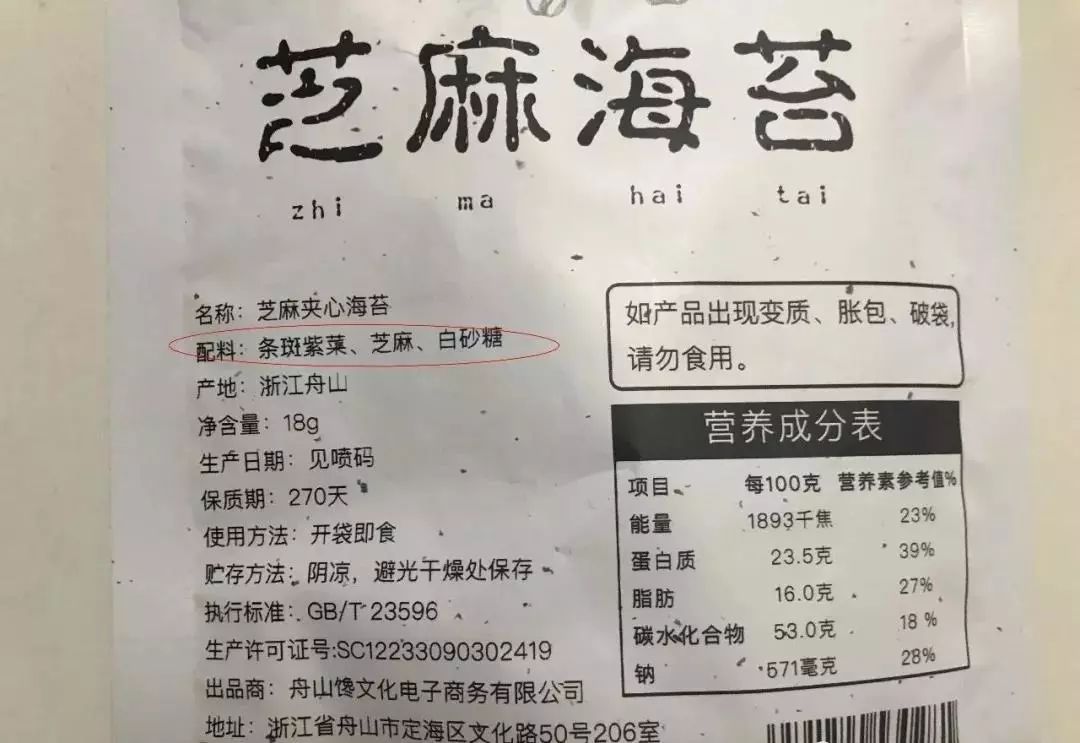 芝麻海苔
zhi ma hai tai
名称：芝麻夹心海苔
配料：条斑紫菜、芝麻、白砂糖
产地：浙江舟山
净含量：18g
生产日期：见喷码
保质期：270天
使用方法：开袋即食
贮存方法：阴凉，避光干燥处保存
执行标准：GB/T 23596
生产许可证号:SC12233090302419
出品商：舟山馋文化电子商务有限公司
地址：浙江省舟山市定海区文化路50号206室
如产品出现变质、胀包、破袋,
请勿食用。
营养成分表
项目 每100克 营养素参考值%
能量 1893千焦 23%
蛋白质 23.5克 39%
脂肪 16.0克 27%
碳水化合物 53.0克 18 %
钠 571毫克 28%